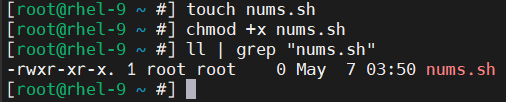 [root@rhel-9 ~ #] touch nums.sh
[root@rhel-9 ~ #] chmod +x nums.sh
[root@rhel-9 ~ #] ll | grep "nums.sh"
-rwxr-xr-x. 1 root root    0 May  7 03:50 nums.sh
[root@rhel-9 ~ #]